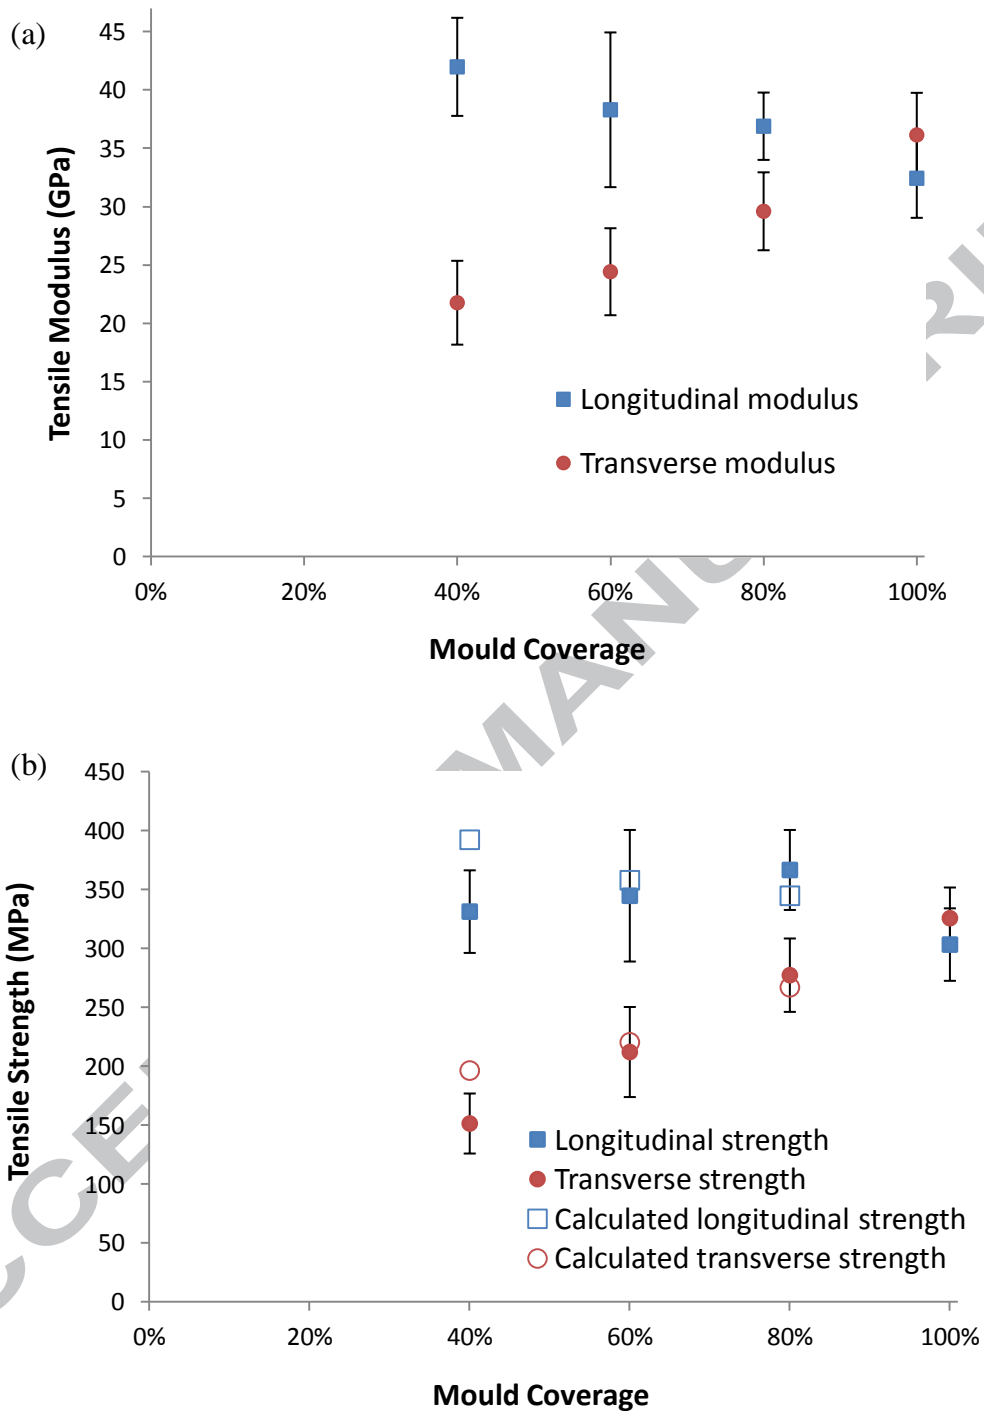 (a)
45
40
35
30
25
20
15
10
5
0
Tensile Modulus (GPa)
Longitudinal modulus
Transverse modulus
0% 20% 40% 60% 80% 100%
Mould Coverage
(b)
450
400
350
300
250
200
150
100
50
0
Tensile Strength (MPa)
Longitudinal strength
Transverse strength
Calculated longitudinal strength
Calculated transverse strength
0% 20% 40% 60% 80% 100%
Mould Coverage